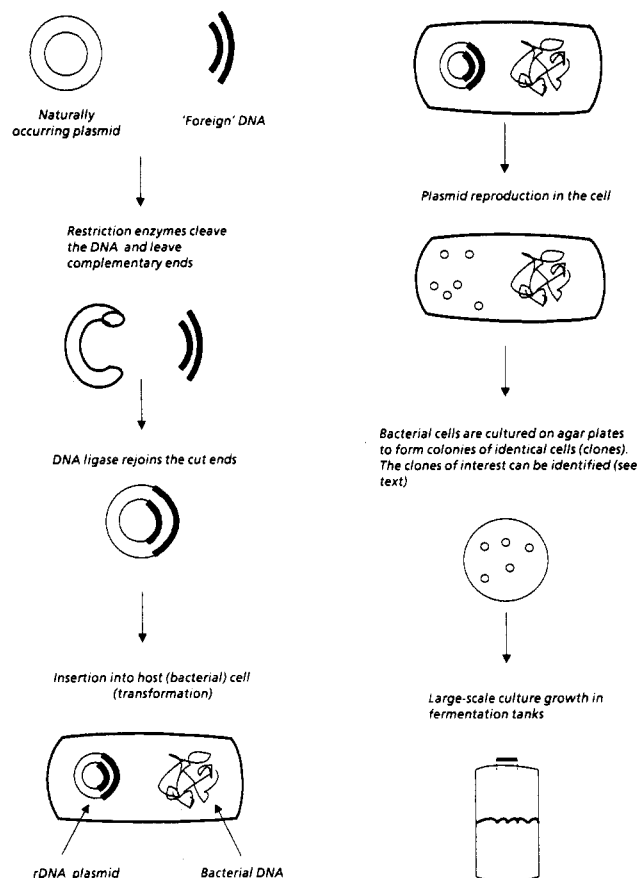 Naturally
occurring plasmid
'Foreign' DNA
Restriction enzymes cleave
the DNA and leave
complementary ends
DNA ligase rejoins the cut ends
Insertion into host (bacterial) cell
(transformation)
rDNA plasmid
Bacterial DNA
Plasmid reproduction in the cell
Bacterial cells are cultured on agar plates
to form colonies of identical cells (clones).
The clones of interest can be identified (see
text)
Large-scale culture growth in
fermentation tanks